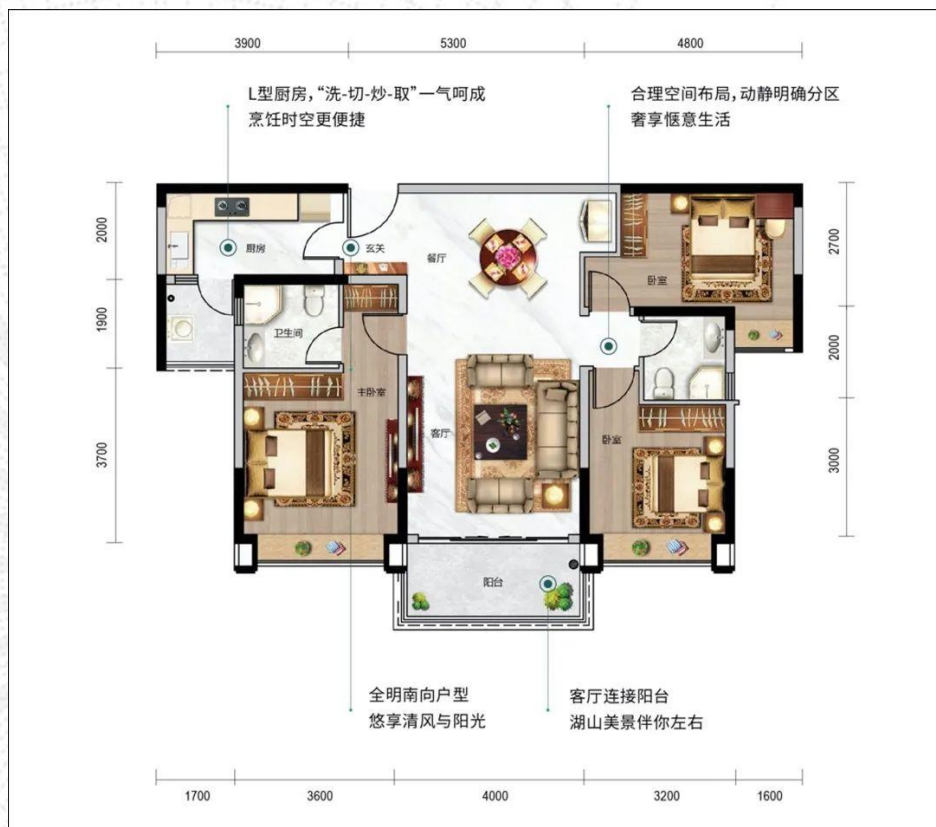 3900
5300
4800
L型厨房，“洗-切-炒-取”一气呵成
烹饪时空更便捷
合理空间布局，动静明确分区
奢享惬意生活
2000
1900
3700
2700
2000
3000
厨房
玄关
餐厅
卧室
卫生间
主卧室
客厅
卧室
阳台
全明南向户型
悠享清风与阳光
客厅连接阳台
湖山美景伴你左右
1700
3600
4000
3200
1600